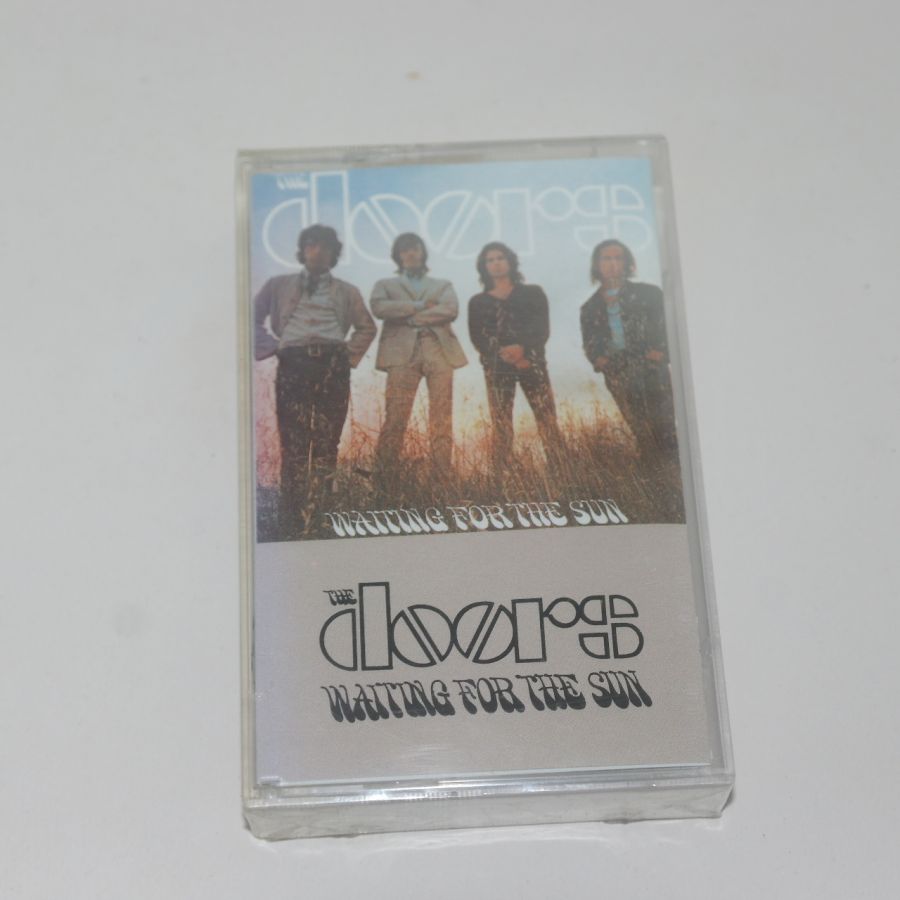 THE
doors
WAITING FOR THE SUN
THE
doors
WAITING FOR THE SUN